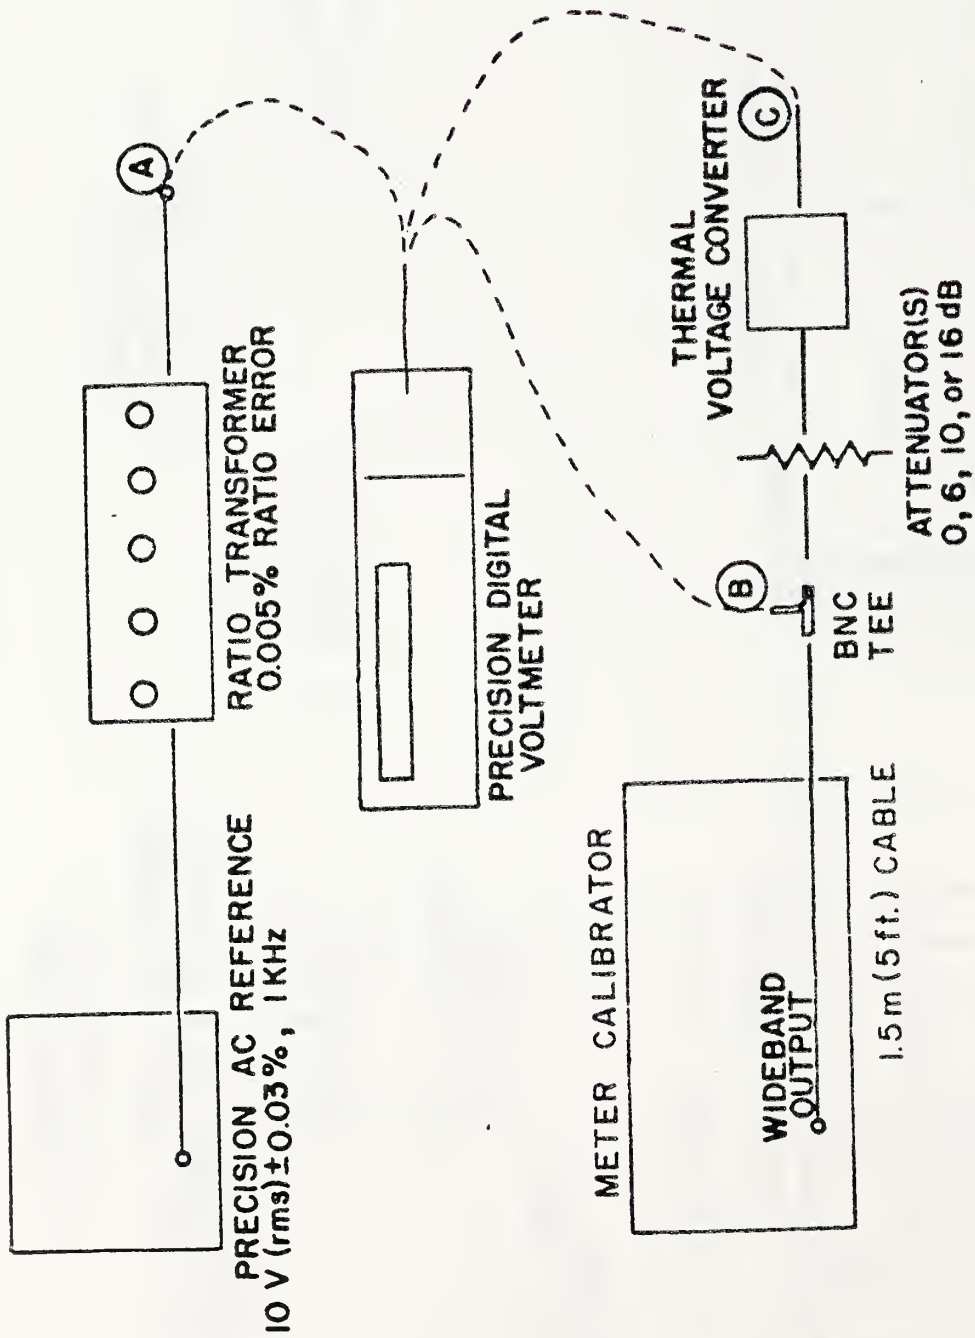 PRECISION AC REFERENCE
10 V (rms) ± 0.03%, 1 KHz
RATIO TRANSFORMER
0.005% RATIO ERROR
A
PRECISION DIGITAL
VOLTMETER
METER CALIBRATOR
WIDEBAND
OUTPUT
1.5 m (5 ft.) CABLE
B
BNC
TEE
ATTENUATOR(S)
0, 6, 10, or 16 dB
THERMAL
VOLTAGE CONVERTER
C